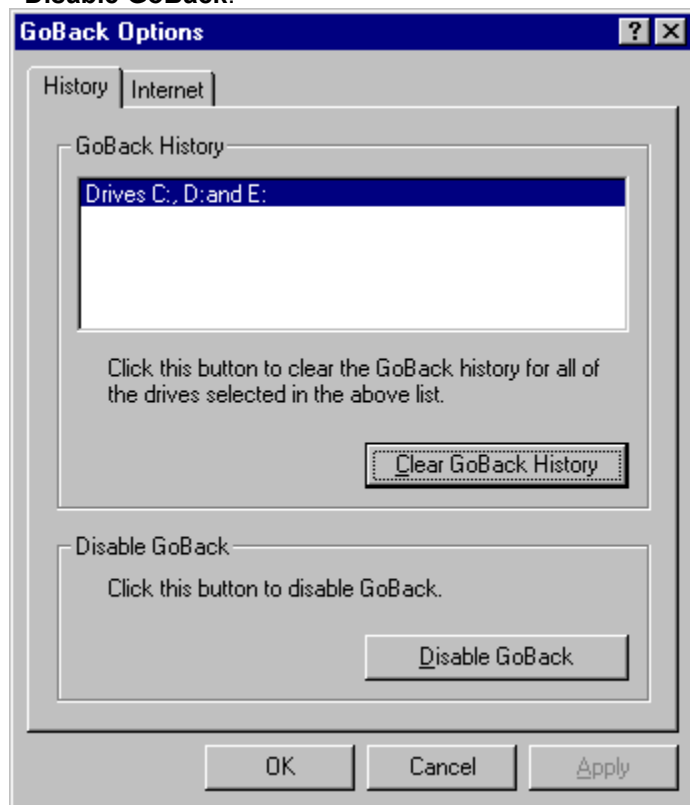 Disable GoBack.
GoBack Options
History Internet
GoBack History
Drives C:, D:and E:
Click this button to clear the GoBack history for all of
the drives selected in the above list.
Clear GoBack History
Disable GoBack
Click this button to disable GoBack.
Disable GoBack
OK Cancel Apply